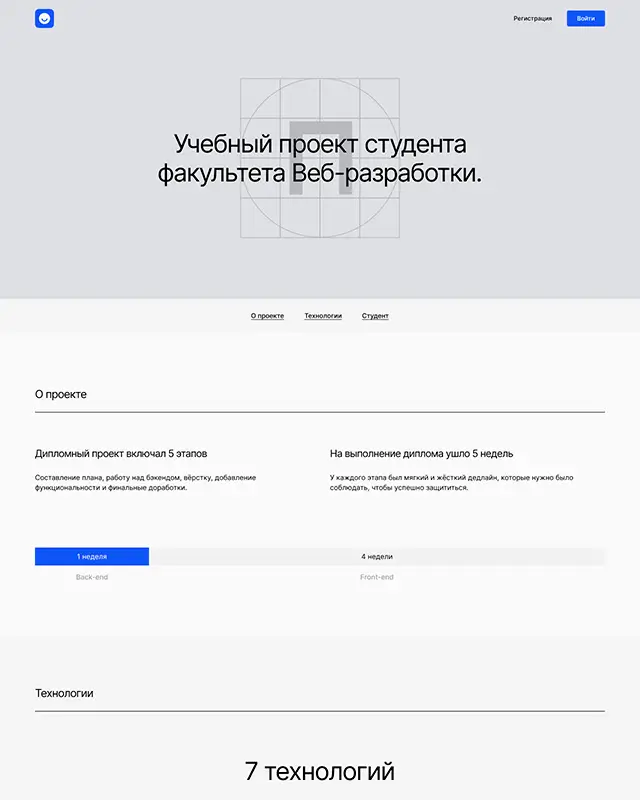 Регистрация
Войти
П
Учебный проект студента
факультета Веб-разработки.
О проекте
Технологии
Студент
О проекте
Дипломный проект включал 5 этапов
На выполнение диплома ушло 5 недель
Составление плана, работу над бэкендом, вёрстку, добавление
функциональности и финальные доработки.
У каждого этапа был мягкий и жёсткий дедлайн, которые нужно было
соблюдать, чтобы успешно защититься.
1 неделя
4 недели
Back-end
Front-end
Технологии
7 технологий